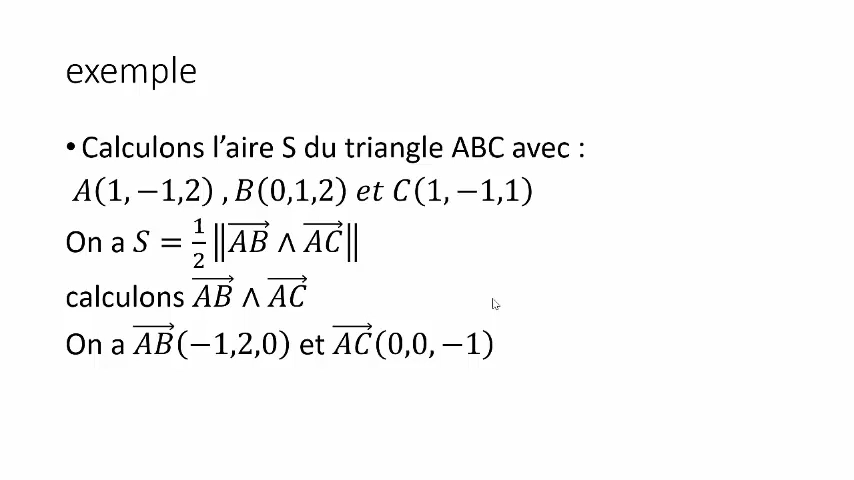 exemple
• Calculons l’aire S du triangle ABC avec :
A(1, −1,2) , B(0,1,2) et C(1, −1,1)
On a S = 1/2 ‖AB⃗ ∧ AC⃗‖
calculons AB⃗ ∧ AC⃗
On a AB⃗(−1,2,0) et AC⃗(0,0, −1)